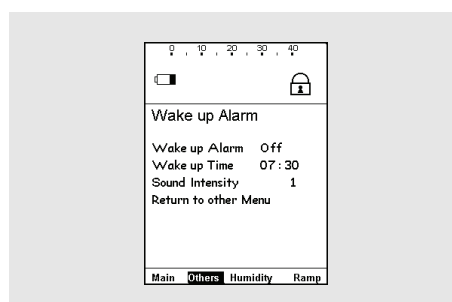 0 10 20 30 40
Wake up Alarm
Wake up Alarm Off
Wake up Time 07:30
Sound Intensity 1
Return to other Menu
Main Others Humidity Ramp